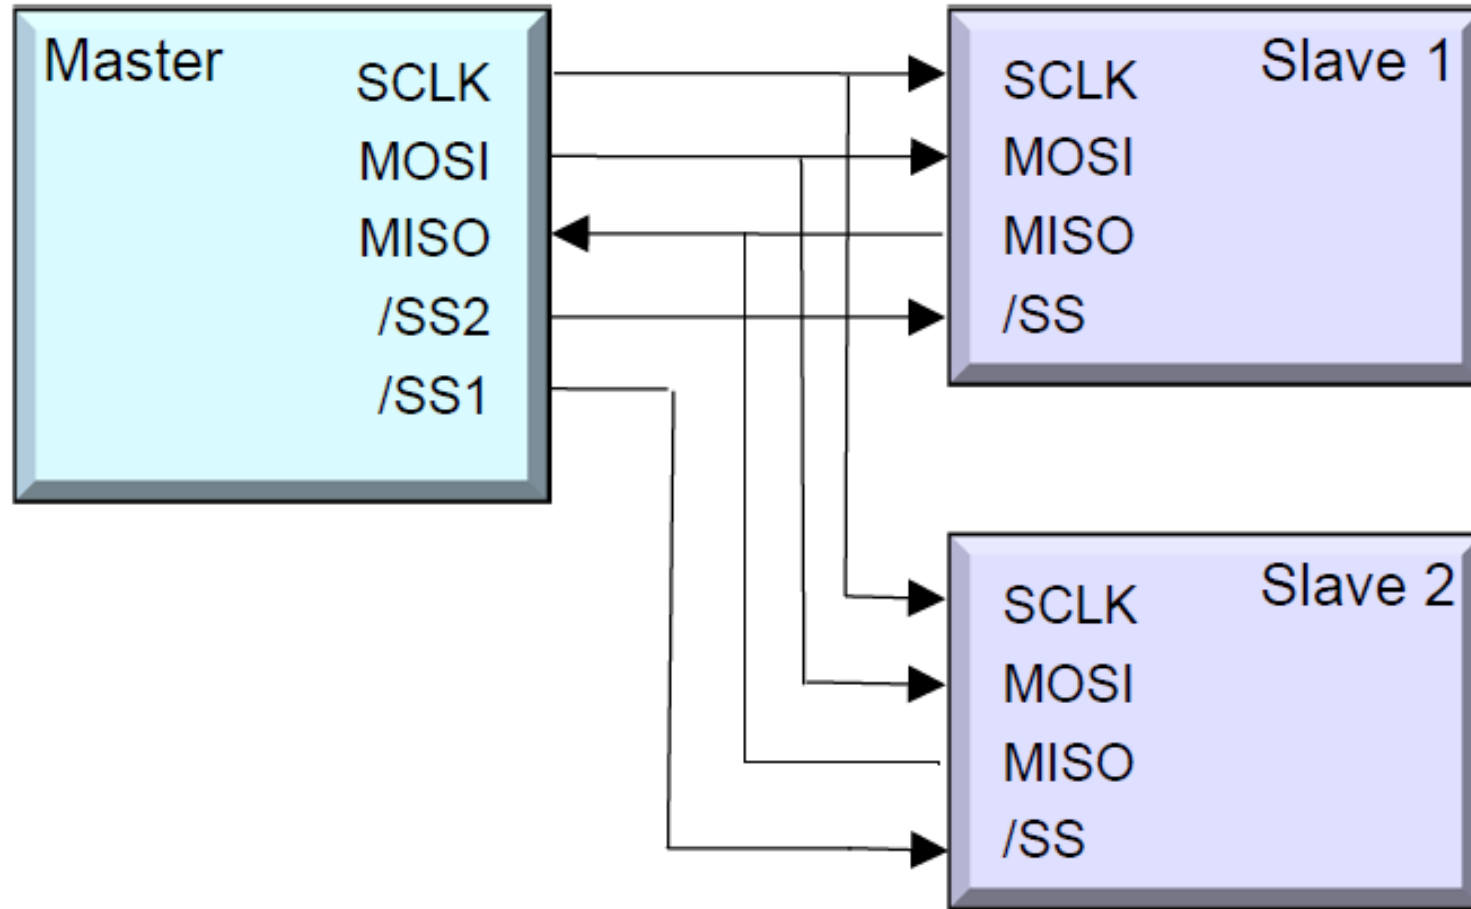 Master
SCLK
MOSI
MISO
/SS2
/SS1
Slave 1
SCLK
MOSI
MISO
/SS
Slave 2
SCLK
MOSI
MISO
/SS